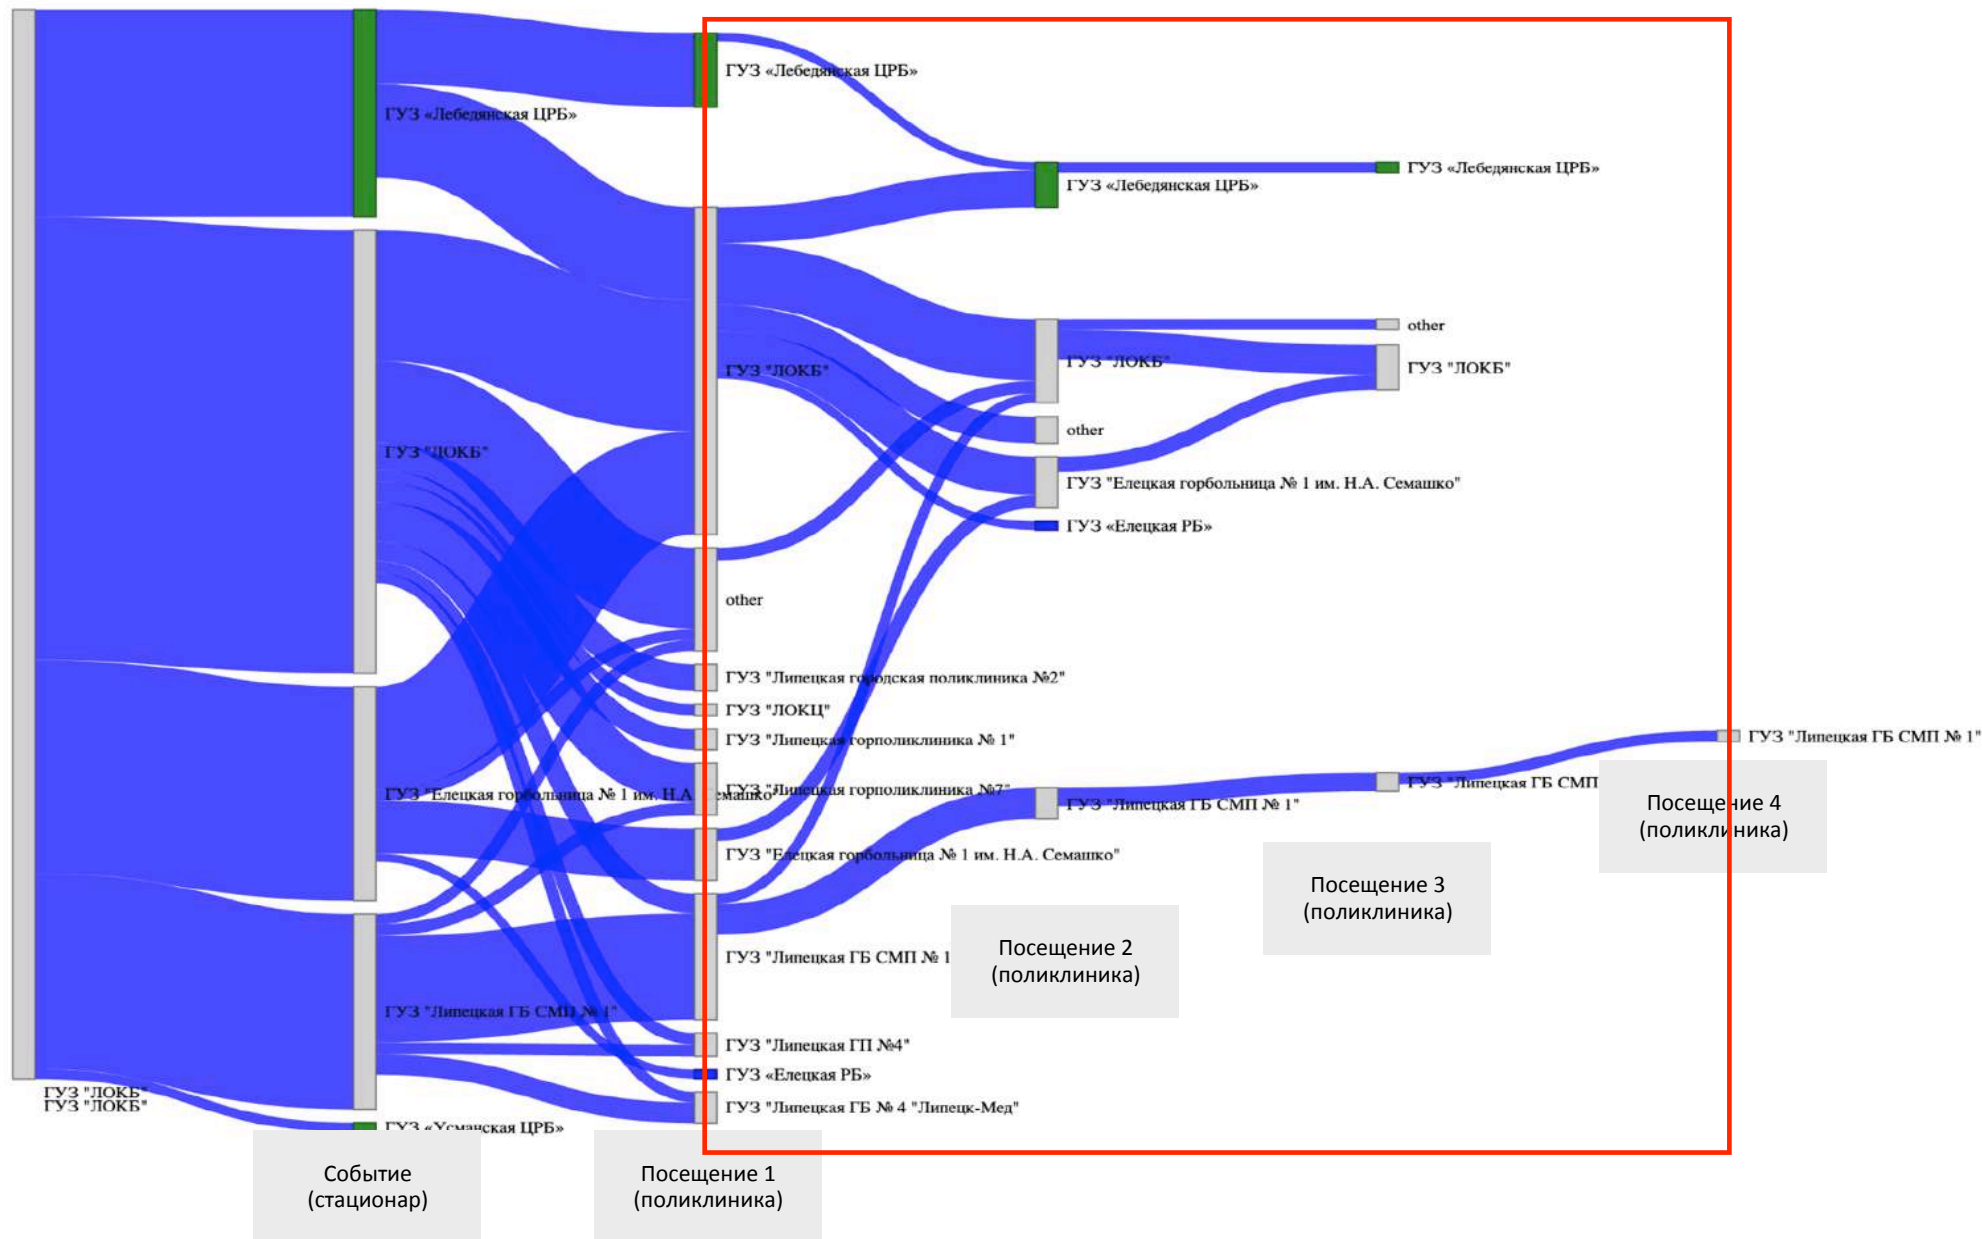 ГУЗ "ЛОКБ"
ГУЗ "ЛОКБ"
ГУЗ «Лебедянская ЦРБ»
ГУЗ "ЛОКБ"
ГУЗ "Елецкая горбольница № 1 им. Н.А. Семашко"
ГУЗ "Липецкая ГБ СМП № 1"
ГУЗ «Усманская ЦРБ»
Событие
(стационар)
ГУЗ «Лебедянская ЦРБ»
ГУЗ "ЛОКБ"
other
ГУЗ "Липецкая городская поликлиника №2"
ГУЗ "ЛОКЦ"
ГУЗ "Липецкая горполиклиника № 1"
ГУЗ "Липецкая горполиклиника №7"
ГУЗ "Елецкая горбольница № 1 им. Н.А. Семашко"
ГУЗ "Липецкая ГБ СМП № 1
ГУЗ "Липецкая ГП №4"
ГУЗ «Елецкая РБ»
ГУЗ "Липецкая ГБ № 4 "Липецк-Мед"
Посещение 1
(поликлиника)
ГУЗ «Лебедянская ЦРБ»
ГУЗ "ЛОКБ"
other
ГУЗ "Елецкая горбольница № 1 им. Н.А. Семашко"
ГУЗ «Елецкая РБ»
ГУЗ "Липецкая ГБ СМП № 1"
Посещение 2
(поликлиника)
ГУЗ «Лебедянская ЦРБ»
other
ГУЗ "ЛОКБ"
ГУЗ "Липецкая ГБ СМП
Посещение 3
(поликлиника)
ГУЗ "Липецкая ГБ СМП № 1"
Посещение 4
(поликлиника)